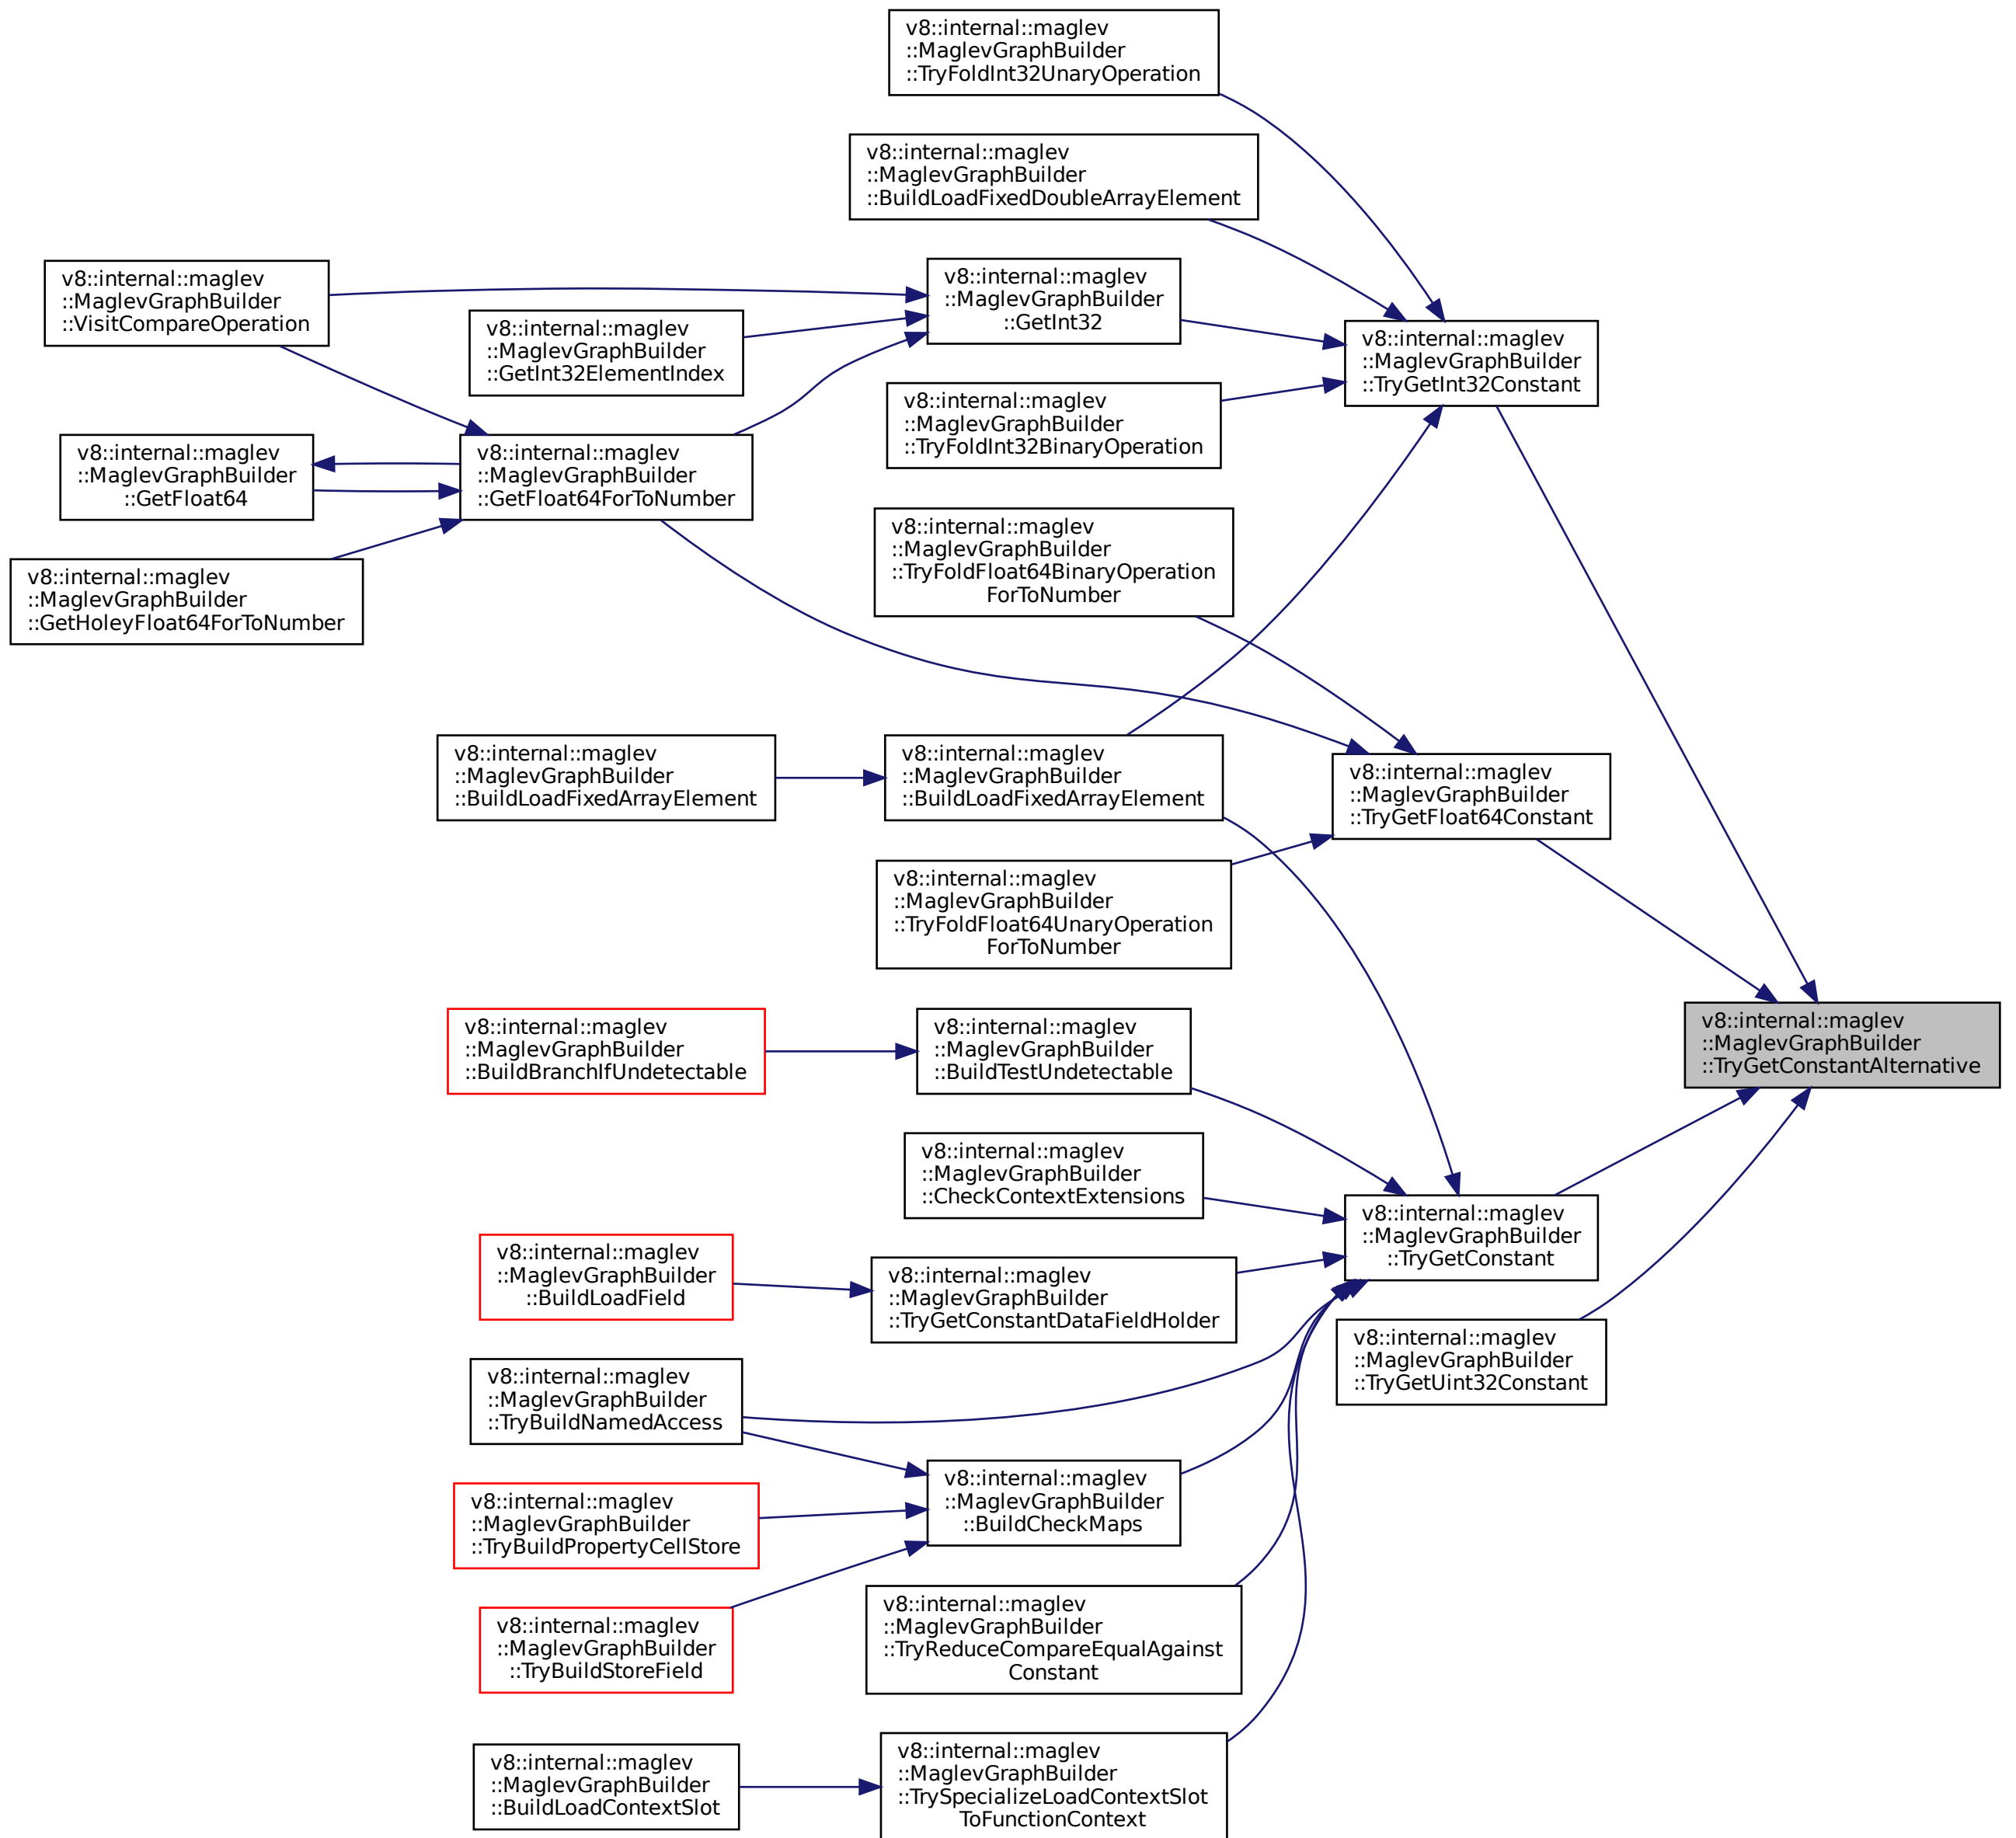 v8::internal::maglev
::MaglevGraphBuilder
::TryFoldInt32UnaryOperation
v8::internal::maglev
::MaglevGraphBuilder
::BuildLoadFixedDoubleArrayElement
v8::internal::maglev
::MaglevGraphBuilder
::VisitCompareOperation
v8::internal::maglev
::MaglevGraphBuilder
::GetInt32
v8::internal::maglev
::MaglevGraphBuilder
::GetInt32ElementIndex
v8::internal::maglev
::MaglevGraphBuilder
::TryGetInt32Constant
v8::internal::maglev
::MaglevGraphBuilder
::TryFoldInt32BinaryOperation
v8::internal::maglev
::MaglevGraphBuilder
::GetFloat64
v8::internal::maglev
::MaglevGraphBuilder
::GetFloat64ForToNumber
v8::internal::maglev
::MaglevGraphBuilder
::TryFoldFloat64BinaryOperation
ForToNumber
v8::internal::maglev
::MaglevGraphBuilder
::GetHoleyFloat64ForToNumber
v8::internal::maglev
::MaglevGraphBuilder
::BuildLoadFixedArrayElement
v8::internal::maglev
::MaglevGraphBuilder
::BuildLoadFixedArrayElement
v8::internal::maglev
::MaglevGraphBuilder
::TryGetFloat64Constant
v8::internal::maglev
::MaglevGraphBuilder
::TryFoldFloat64UnaryOperation
ForToNumber
v8::internal::maglev
::MaglevGraphBuilder
::BuildBranchIfUndetectable
v8::internal::maglev
::MaglevGraphBuilder
::BuildTestUndetectable
v8::internal::maglev
::MaglevGraphBuilder
::TryGetConstantAlternative
v8::internal::maglev
::MaglevGraphBuilder
::CheckContextExtensions
v8::internal::maglev
::MaglevGraphBuilder
::TryGetConstant
v8::internal::maglev
::MaglevGraphBuilder
::BuildLoadField
v8::internal::maglev
::MaglevGraphBuilder
::TryGetConstantDataFieldHolder
v8::internal::maglev
::MaglevGraphBuilder
::TryGetUint32Constant
v8::internal::maglev
::MaglevGraphBuilder
::TryBuildNamedAccess
v8::internal::maglev
::MaglevGraphBuilder
::BuildCheckMaps
v8::internal::maglev
::MaglevGraphBuilder
::TryBuildPropertyCellStore
v8::internal::maglev
::MaglevGraphBuilder
::TryReduceCompareEqualAgainst
Constant
v8::internal::maglev
::MaglevGraphBuilder
::TryBuildStoreField
v8::internal::maglev
::MaglevGraphBuilder
::TrySpecializeLoadContextSlot
ToFunctionContext
v8::internal::maglev
::MaglevGraphBuilder
::BuildLoadContextSlot